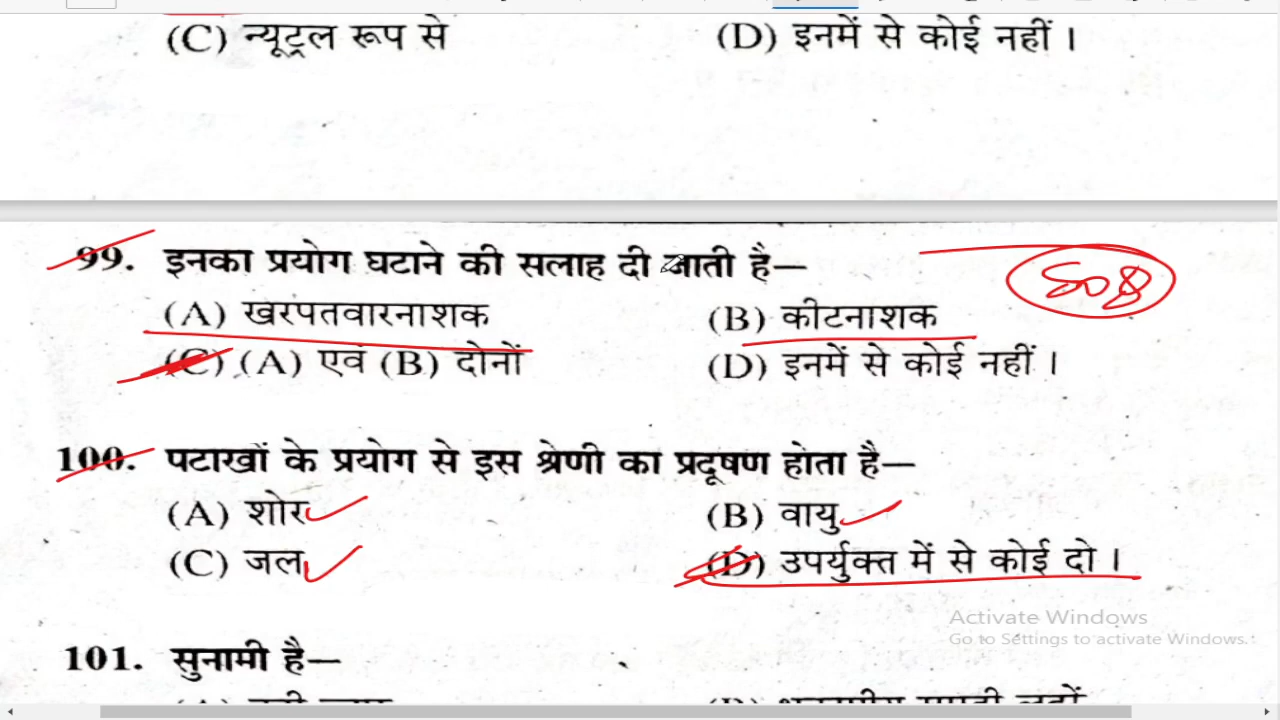 (C) न्यूट्रल रूप से (D) इनमें से कोई नहीं ।
99. इनका प्रयोग घटाने की सलाह दी जाती है—
(A) खरपतवारनाशक (B) कीटनाशक
(C) (A) एवं (B) दोनों (D) इनमें से कोई नहीं ।
100. पटाखों के प्रयोग से इस श्रेणी का प्रदूषण होता है—
(A) शोर (B) वायु
(C) जल (D) उपर्युक्त में से कोई दो ।
Activate Windows
Go to Settings to activate Windows.
101. सुनामी है—